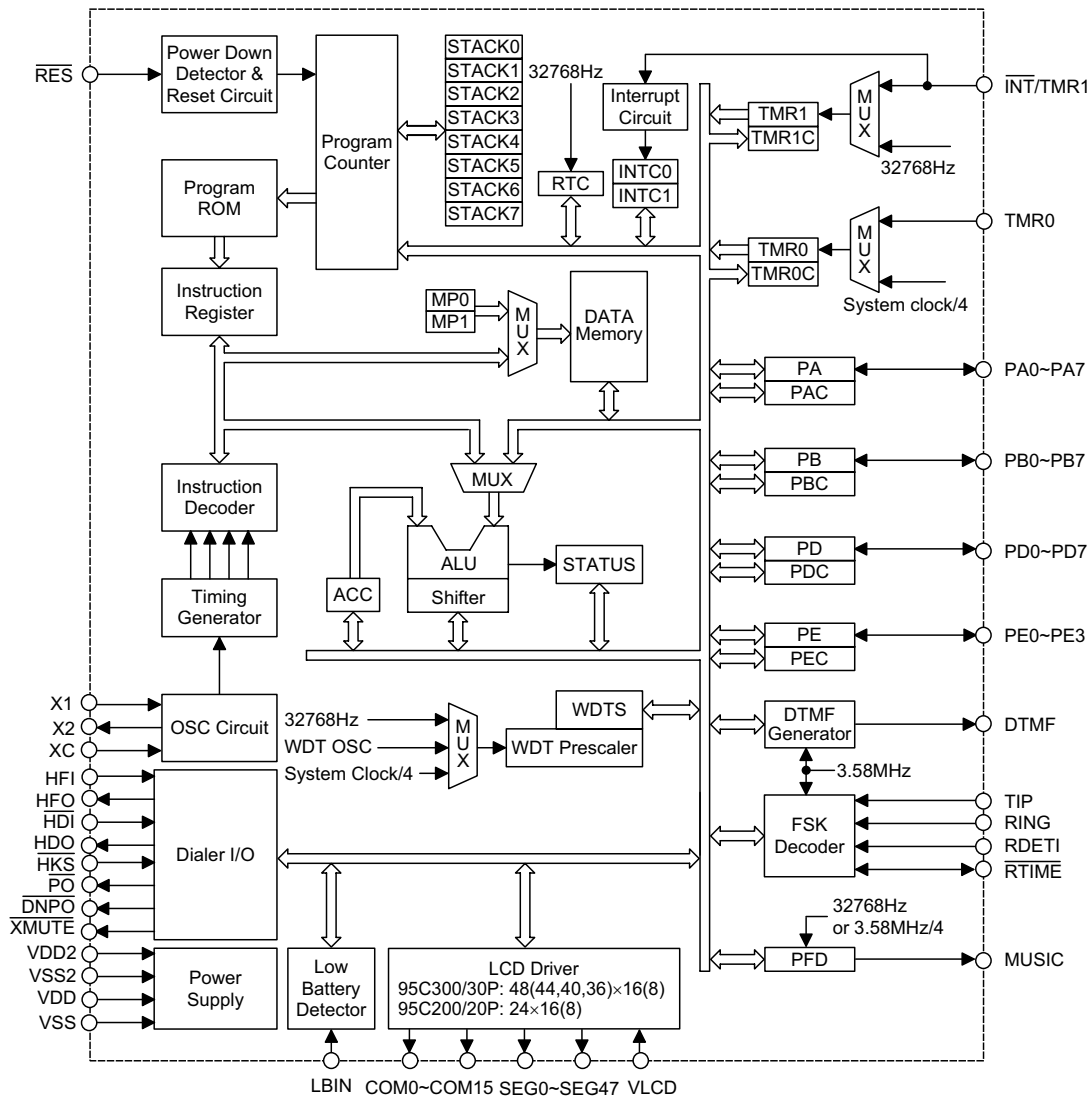 RES
Power Down
Detector &
Reset Circuit
Program
Counter
STACK0
STACK1
STACK2
STACK3
STACK4
STACK5
STACK6
STACK7
32768Hz
RTC
Interrupt
Circuit
INTC0
INTC1
TMR1
TMR1C
MUX
INT/TMR1
32768Hz
Program
ROM
TMR0
TMR0C
MUX
TMR0
System clock/4
Instruction
Register
MP0
MP1
MUX
DATA
Memory
PA
PAC
PA0~PA7
MUX
PB
PBC
PB0~PB7
Instruction
Decoder
ALU
Shifter
STATUS
ACC
PD
PDC
PD0~PD7
Timing
Generator
PE
PEC
PE0~PE3
X1
X2
XC
OSC Circuit
32768Hz
WDT OSC
System Clock/4
MUX
WDTS
WDT Prescaler
DTMF
Generator
DTMF
3.58MHz
HFI
HFO
HDI
HDO
HKS
PO
DNPO
XMUTE
Dialer I/O
FSK
Decoder
TIP
RING
RDETI
RTIME
32768Hz
or 3.58MHz/4
PFD
MUSIC
VDD2
VSS2
VDD
VSS
Power
Supply
Low
Battery
Detector
LCD Driver
95C300/30P: 48(44,40,36)×16(8)
95C200/20P: 24×16(8)
LBIN
COM0~COM15
SEG0~SEG47
VLCD